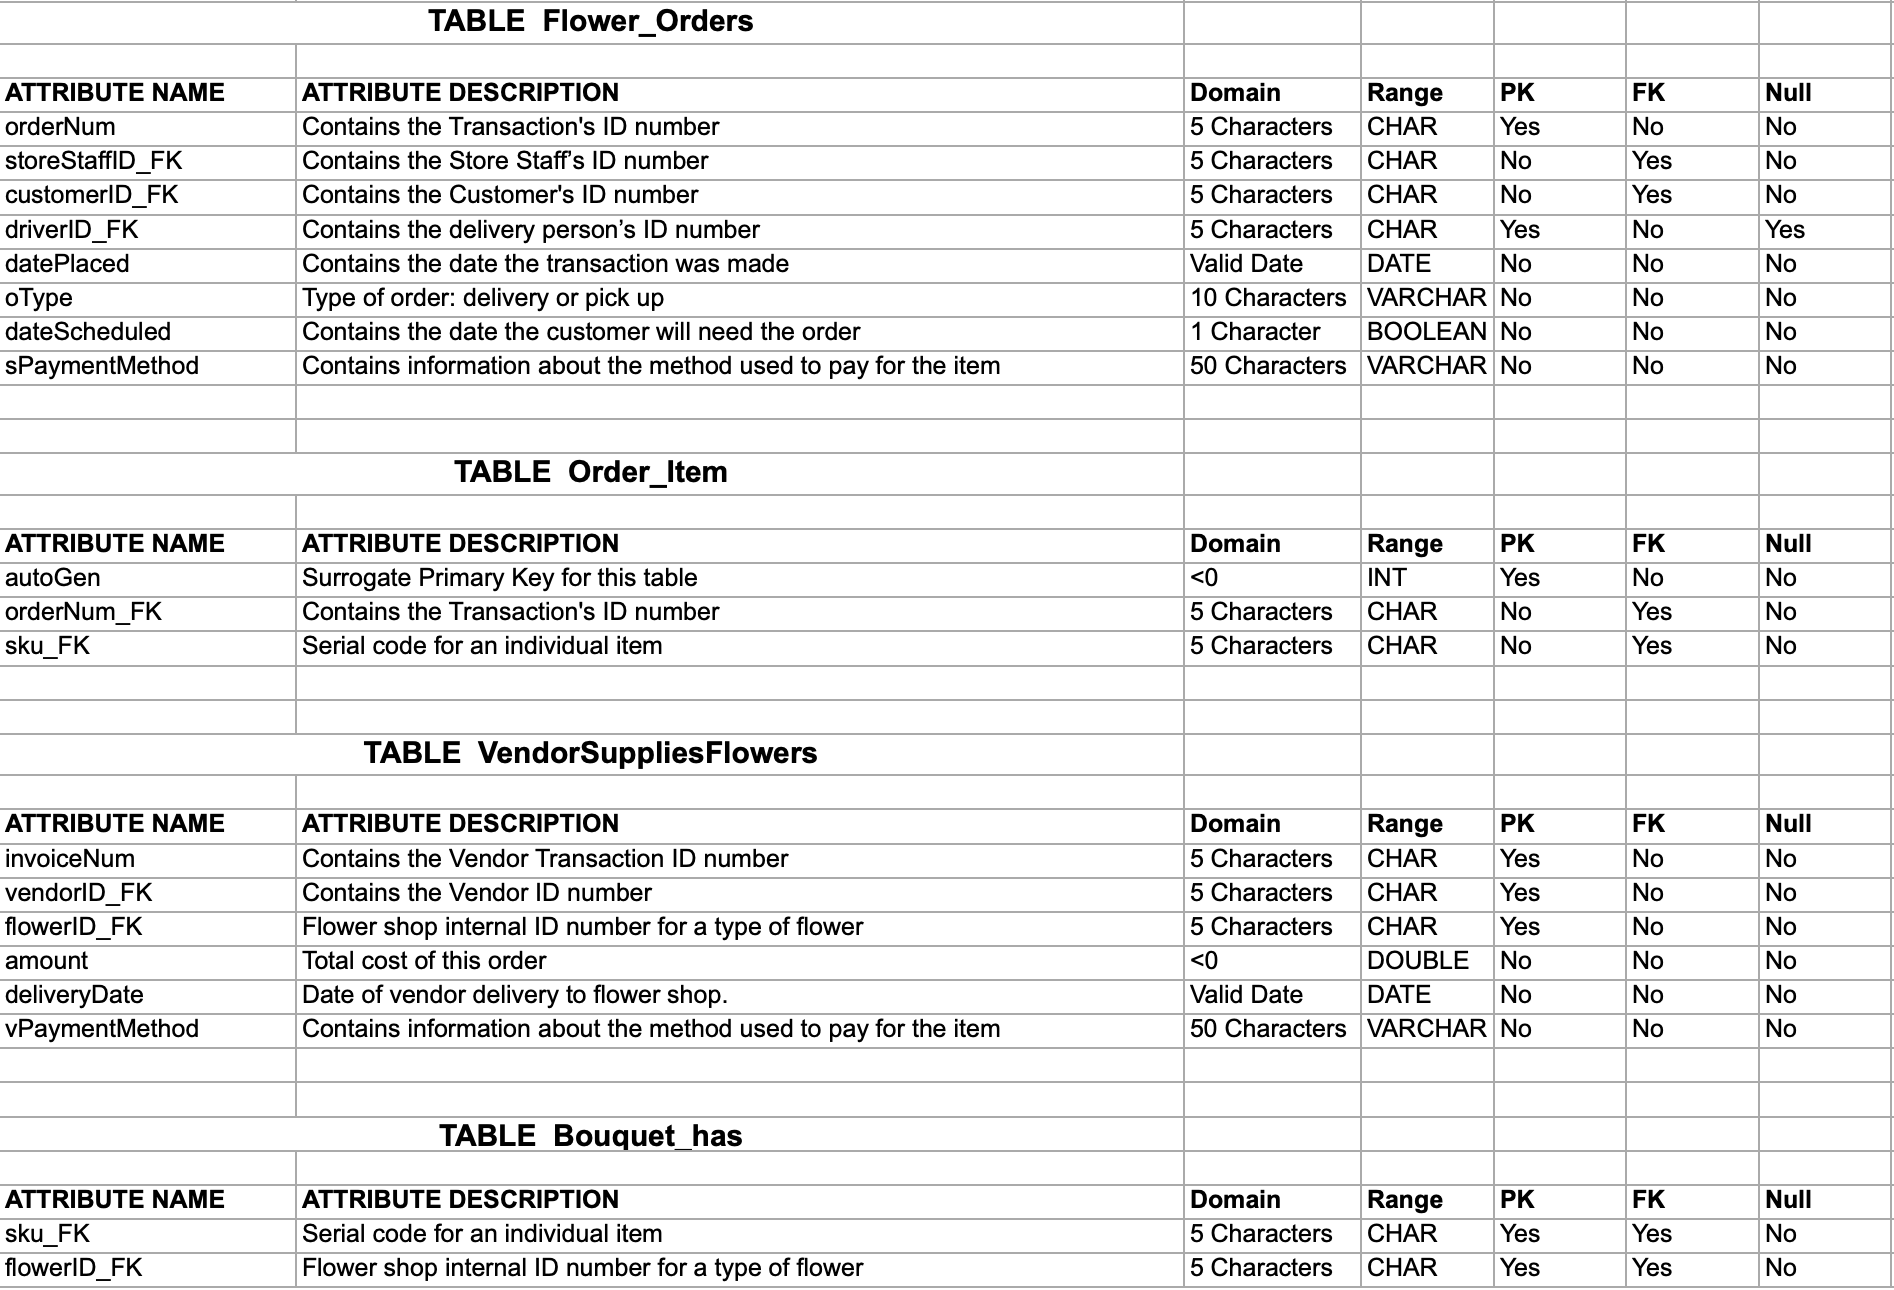 TABLE Flower_Orders
ATTRIBUTE NAME ATTRIBUTE DESCRIPTION Domain Range PK FK Null
orderNum Contains the Transaction's ID number 5 Characters CHAR Yes No No
storeStaffID_FK Contains the Store Staff’s ID number 5 Characters CHAR No Yes No
customerID_FK Contains the Customer's ID number 5 Characters CHAR No Yes No
driverID_FK Contains the delivery person’s ID number 5 Characters CHAR Yes No Yes
datePlaced Contains the date the transaction was made Valid Date DATE No No No
oType Type of order: delivery or pick up 10 Characters VARCHAR No No No
dateScheduled Contains the date the customer will need the order 1 Character BOOLEAN No No No
sPaymentMethod Contains information about the method used to pay for the item 50 Characters VARCHAR No No No
TABLE Order_Item
ATTRIBUTE NAME ATTRIBUTE DESCRIPTION Domain Range PK FK Null
autoGen Surrogate Primary Key for this table <0 INT Yes No No
orderNum_FK Contains the Transaction's ID number 5 Characters CHAR No Yes No
sku_FK Serial code for an individual item 5 Characters CHAR No Yes No
TABLE VendorSuppliesFlowers
ATTRIBUTE NAME ATTRIBUTE DESCRIPTION Domain Range PK FK Null
invoiceNum Contains the Vendor Transaction ID number 5 Characters CHAR Yes No No
vendorID_FK Contains the Vendor ID number 5 Characters CHAR Yes No No
flowerID_FK Flower shop internal ID number for a type of flower 5 Characters CHAR Yes No No
amount Total cost of this order <0 DOUBLE No No No
deliveryDate Date of vendor delivery to flower shop. Valid Date DATE No No No
vPaymentMethod Contains information about the method used to pay for the item 50 Characters VARCHAR No No No
TABLE Bouquet_has
ATTRIBUTE NAME ATTRIBUTE DESCRIPTION Domain Range PK FK Null
sku_FK Serial code for an individual item 5 Characters CHAR Yes Yes No
flowerID_FK Flower shop internal ID number for a type of flower 5 Characters CHAR Yes Yes No